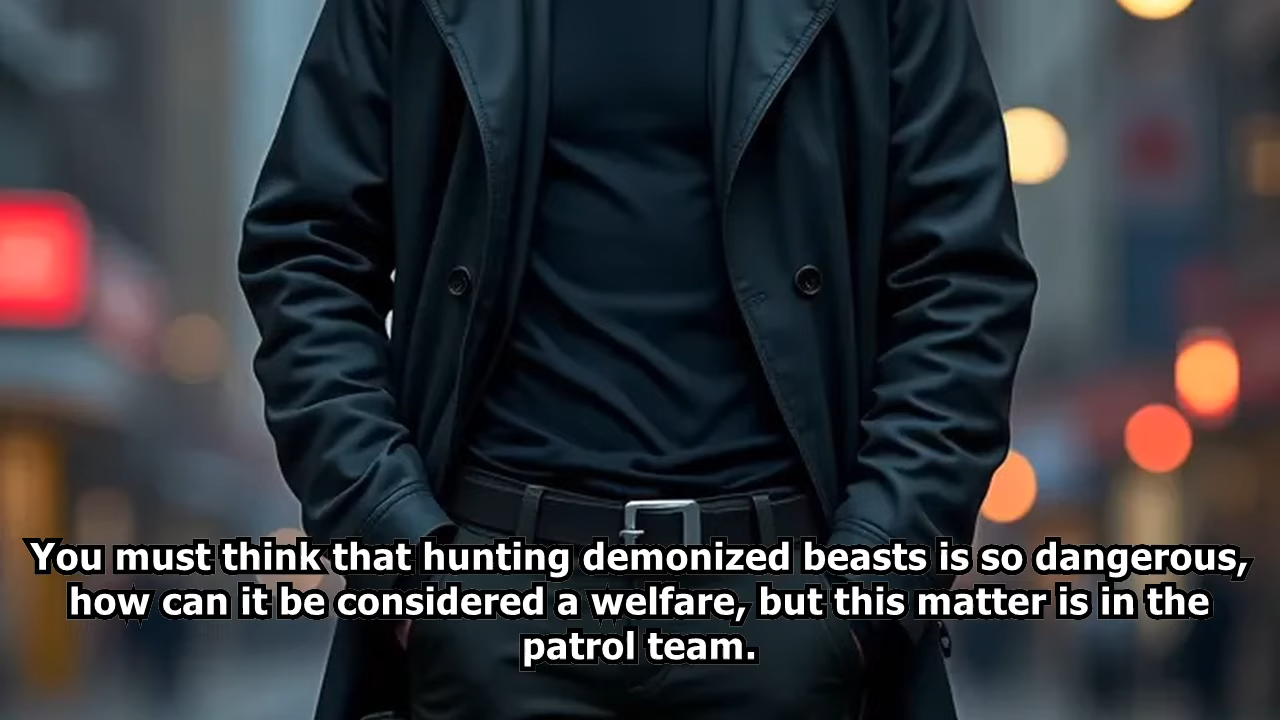 You must think that hunting demonized beasts is so dangerous,
how can it be considered a welfare, but this matter is in the
patrol team.